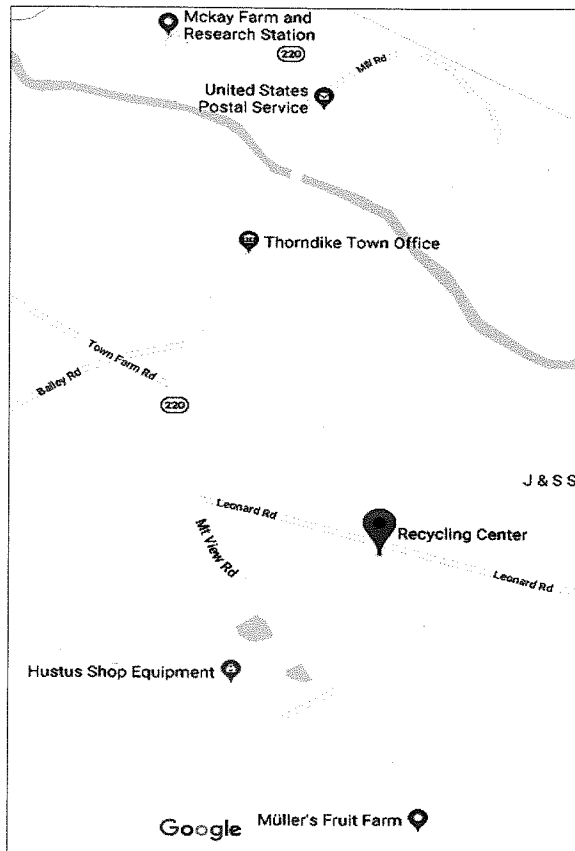 Mckay Farm and
Research Station
220
Mill Rd
United States
Postal Service
Thorndike Town Office
Town Farm Rd
Bailey Rd
220
J & S S
Leonard Rd
Recycling Center
Mt View Rd
Leonard Rd
Hustus Shop Equipment
Google
Müller's Fruit Farm